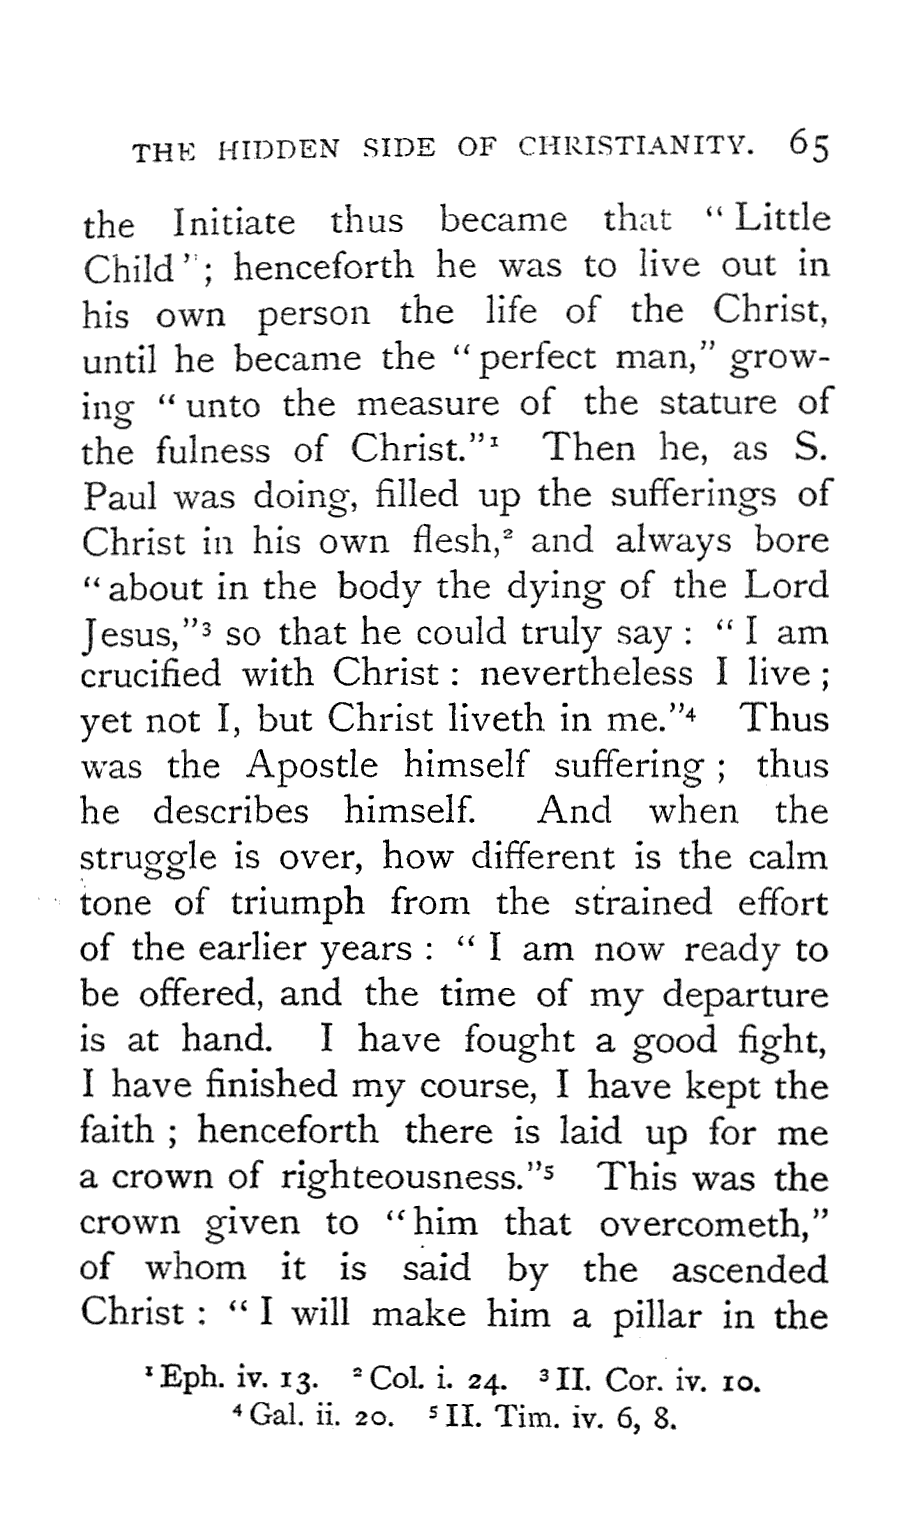 THE HIDDEN SIDE OF CHRISTIANITY. 65
the Initiate thus became that “ Little
Child ”; henceforth he was to live out in
his own person the life of the Christ,
until he became the “ perfect man,” grow-
ing “ unto the measure of the stature of
the fulness of Christ.”¹ Then he, as S.
Paul was doing, filled up the sufferings of
Christ in his own flesh,² and always bore
“ about in the body the dying of the Lord
Jesus,”³ so that he could truly say : “ I am
crucified with Christ : nevertheless I live ;
yet not I, but Christ liveth in me.”⁴ Thus
was the Apostle himself suffering ; thus
he describes himself. And when the
struggle is over, how different is the calm
tone of triumph from the strained effort
of the earlier years : “ I am now ready to
be offered, and the time of my departure
is at hand. I have fought a good fight,
I have finished my course, I have kept the
faith ; henceforth there is laid up for me
a crown of righteousness.”⁵ This was the
crown given to “him that overcometh,”
of whom it is said by the ascended
Christ : “ I will make him a pillar in the
¹ Eph. iv. 13. ² Col. i. 24. ³ II. Cor. iv. 10.
⁴ Gal. ii. 20. ⁵ II. Tim. iv. 6, 8.